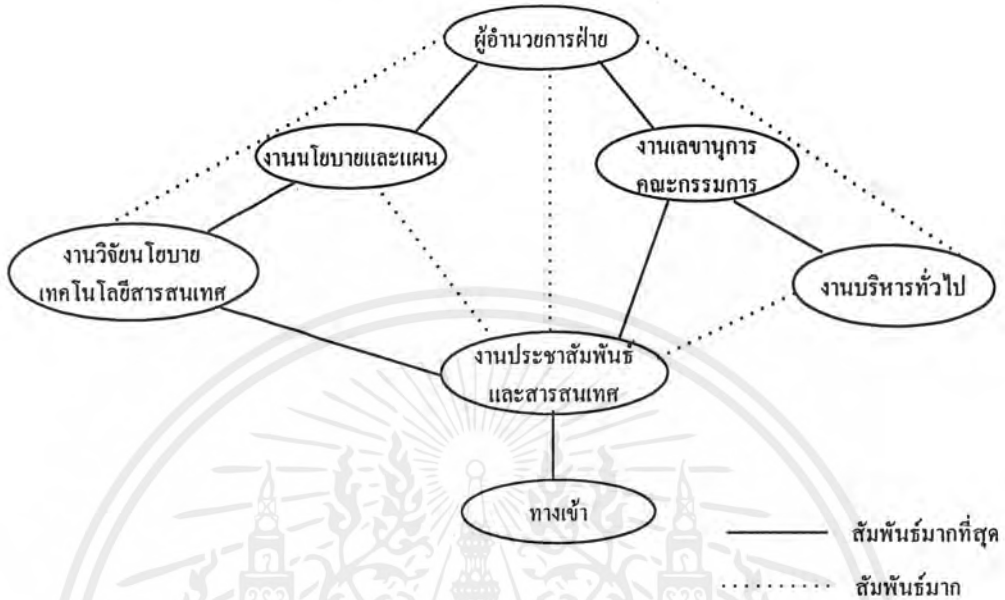 ผู้อำนวยการฝ่าย
งานนโยบายและแผน
งานเลขานุการ
คณะกรรมการ
งานวิจัยนโยบาย
เทคโนโลยีสารสนเทศ
งานบริหารทั่วไป
งานประชาสัมพันธ์
และสารสนเทศ
ทางเข้า
สัมพันธ์มากที่สุด
สัมพันธ์มาก